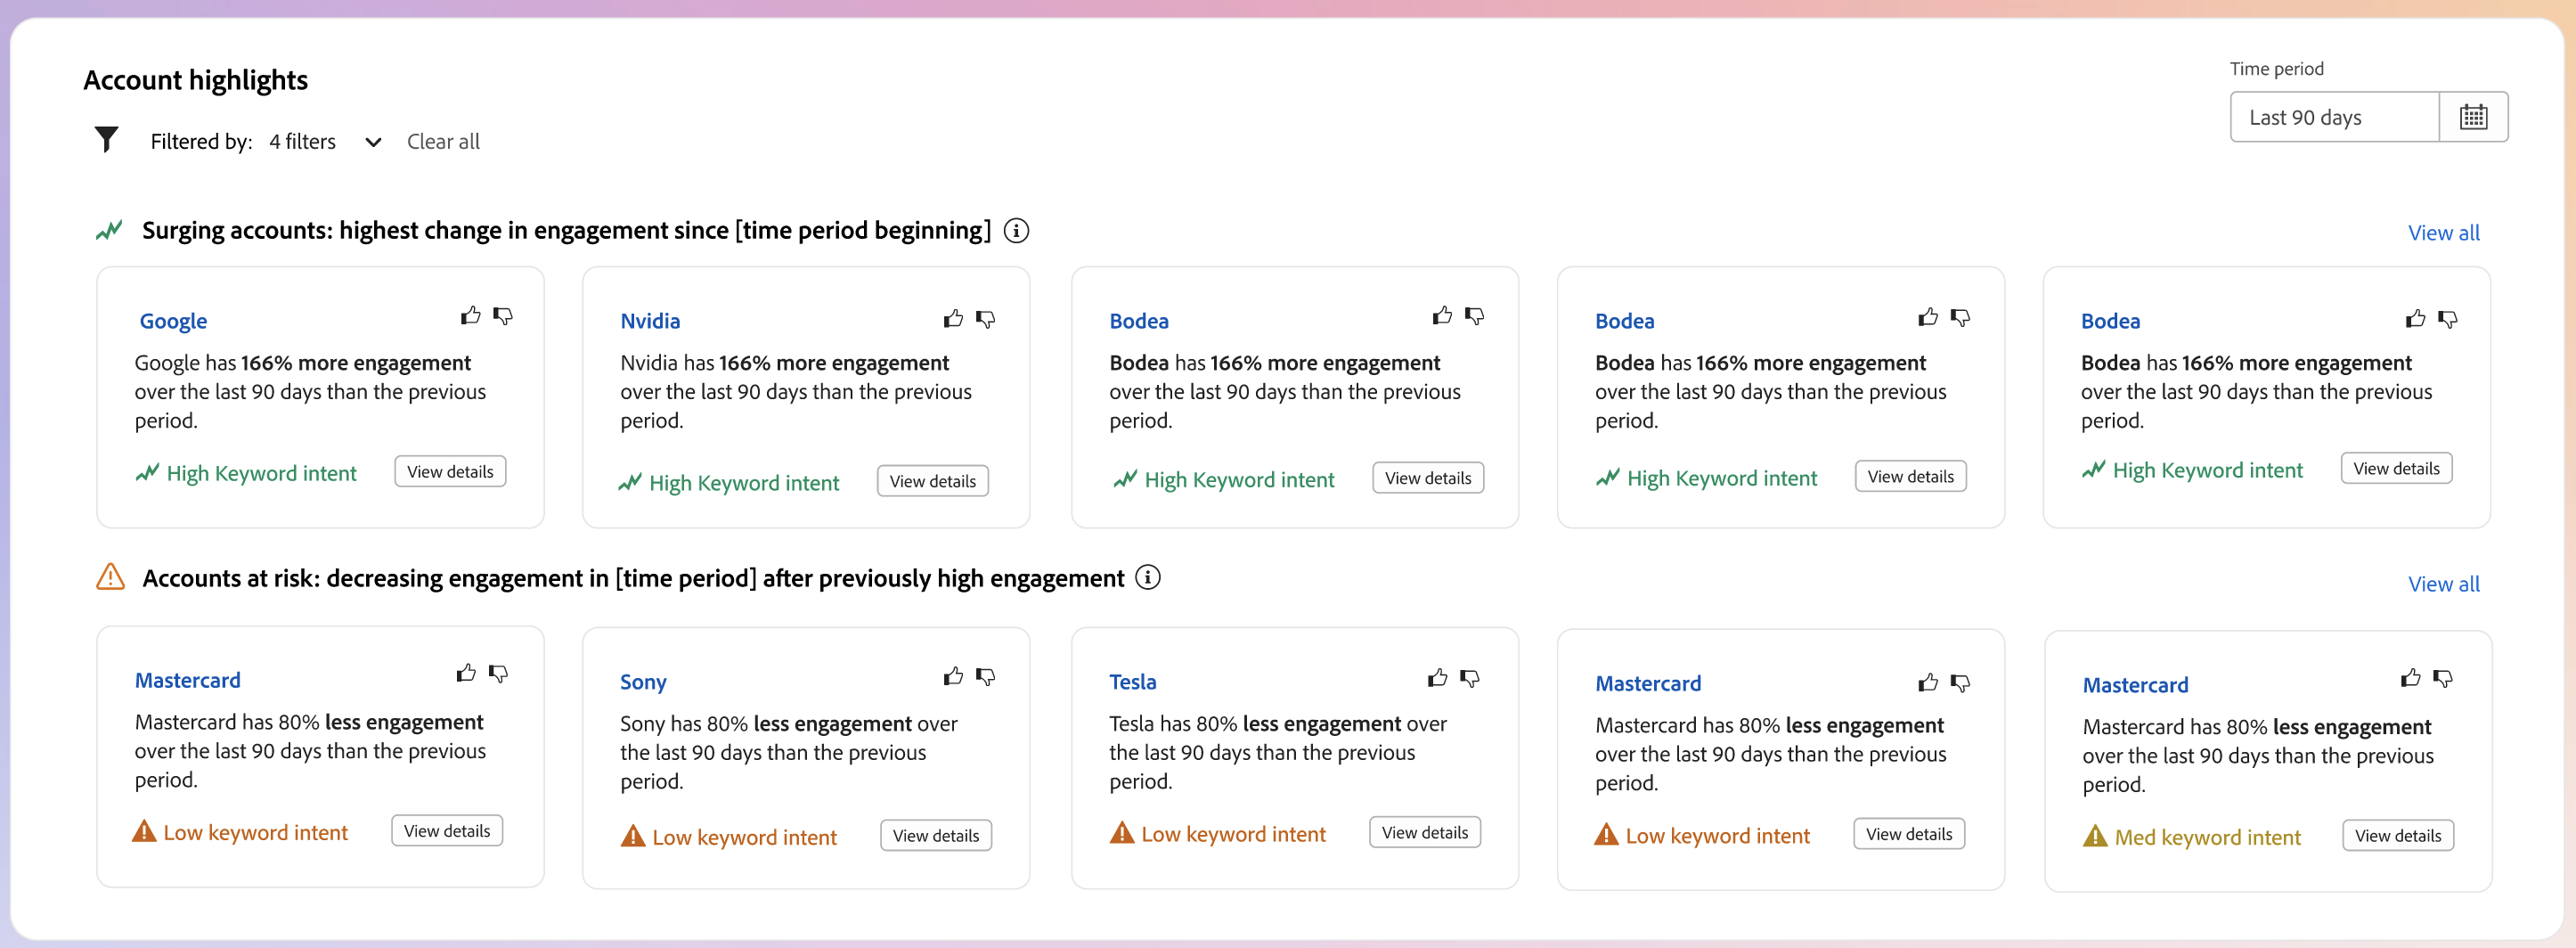 Account highlights
Time period
Last 90 days
Filtered by: 4 filters Clear all
Surging accounts: highest change in engagement since [time period beginning]
View all
Google
Google has 166% more engagement
over the last 90 days than the previous
period.
High Keyword intent
View details
Nvidia
Nvidia has 166% more engagement
over the last 90 days than the previous
period.
High Keyword intent
View details
Bodea
Bodea has 166% more engagement
over the last 90 days than the previous
period.
High Keyword intent
View details
Bodea
Bodea has 166% more engagement
over the last 90 days than the previous
period.
High Keyword intent
View details
Bodea
Bodea has 166% more engagement
over the last 90 days than the previous
period.
High Keyword intent
View details
Accounts at risk: decreasing engagement in [time period] after previously high engagement
View all
Mastercard
Mastercard has 80% less engagement
over the last 90 days than the previous
period.
Low keyword intent
View details
Sony
Sony has 80% less engagement over
the last 90 days than the previous
period.
Low keyword intent
View details
Tesla
Tesla has 80% less engagement over
the last 90 days than the previous
period.
Low keyword intent
View details
Mastercard
Mastercard has 80% less engagement
over the last 90 days than the previous
period.
Low keyword intent
View details
Mastercard
Mastercard has 80% less engagement
over the last 90 days than the previous
period.
Med keyword intent
View details